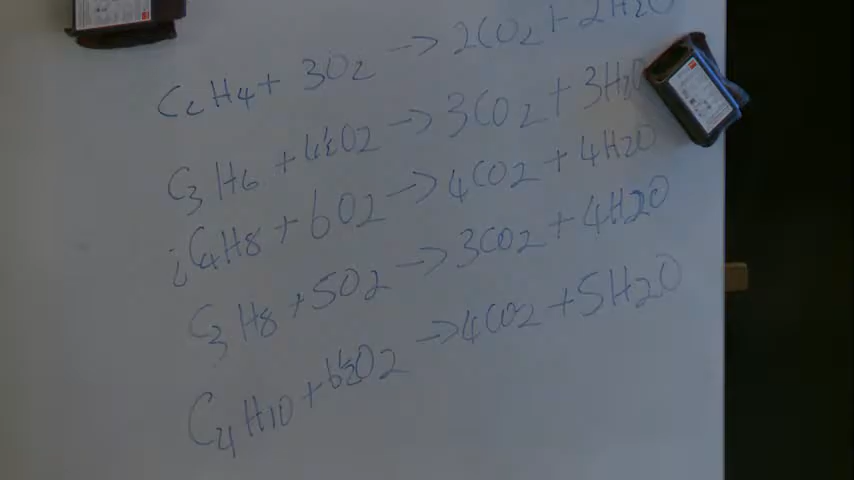 C2H4 + 3O2 → 2CO2 + 2H2O
C3H6 + 4½O2 → 3CO2 + 3H2O
iC4H8 + 6O2 → 4CO2 + 4H2O
C3H8 + 5O2 → 3CO2 + 4H2O
C4H10 + 6½O2 → 4CO2 + 5H2O